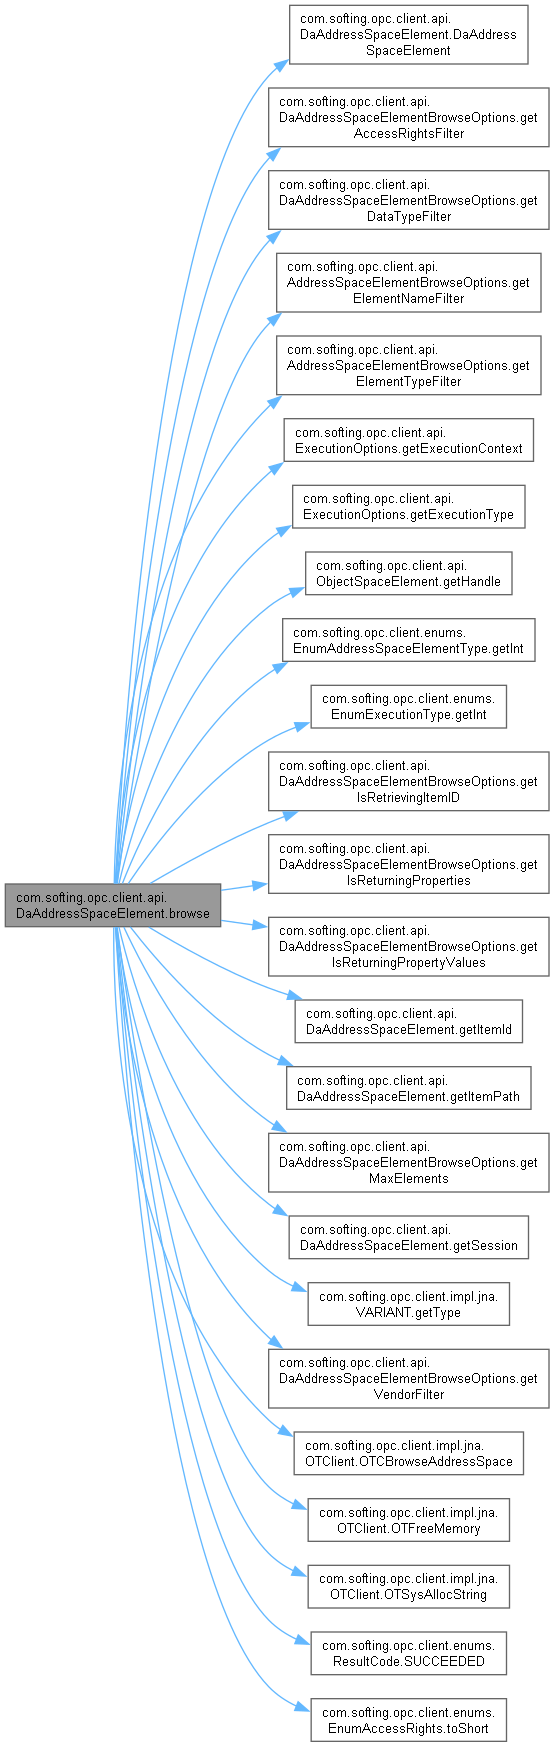 com.softing.opc.client.api.
DaAddressSpaceElement.DaAddress
SpaceElement
com.softing.opc.client.api.
DaAddressSpaceElementBrowseOptions.get
AccessRightsFilter
com.softing.opc.client.api.
DaAddressSpaceElementBrowseOptions.get
DataTypeFilter
com.softing.opc.client.api.
AddressSpaceElementBrowseOptions.get
ElementNameFilter
com.softing.opc.client.api.
AddressSpaceElementBrowseOptions.get
ElementTypeFilter
com.softing.opc.client.api.
ExecutionOptions.getExecutionContext
com.softing.opc.client.api.
ExecutionOptions.getExecutionType
com.softing.opc.client.api.
ObjectSpaceElement.getHandle
com.softing.opc.client.enums.
EnumAddressSpaceElementType.getInt
com.softing.opc.client.enums.
EnumExecutionType.getInt
com.softing.opc.client.api.
DaAddressSpaceElementBrowseOptions.get
IsRetrievingItemID
com.softing.opc.client.api.
DaAddressSpaceElementBrowseOptions.get
IsReturningProperties
com.softing.opc.client.api.
DaAddressSpaceElement.browse
com.softing.opc.client.api.
DaAddressSpaceElementBrowseOptions.get
IsReturningPropertyValues
com.softing.opc.client.api.
DaAddressSpaceElement.getItemId
com.softing.opc.client.api.
DaAddressSpaceElement.getItemPath
com.softing.opc.client.api.
DaAddressSpaceElementBrowseOptions.get
MaxElements
com.softing.opc.client.api.
DaAddressSpaceElement.getSession
com.softing.opc.client.impl.jna.
VARIANT.getType
com.softing.opc.client.api.
DaAddressSpaceElementBrowseOptions.get
VendorFilter
com.softing.opc.client.impl.jna.
OTClient.OTCBrowseAddressSpace
com.softing.opc.client.impl.jna.
OTClient.OTFreeMemory
com.softing.opc.client.impl.jna.
OTClient.OTSysAllocString
com.softing.opc.client.enums.
ResultCode.SUCCEEDED
com.softing.opc.client.enums.
EnumAccessRights.toShort